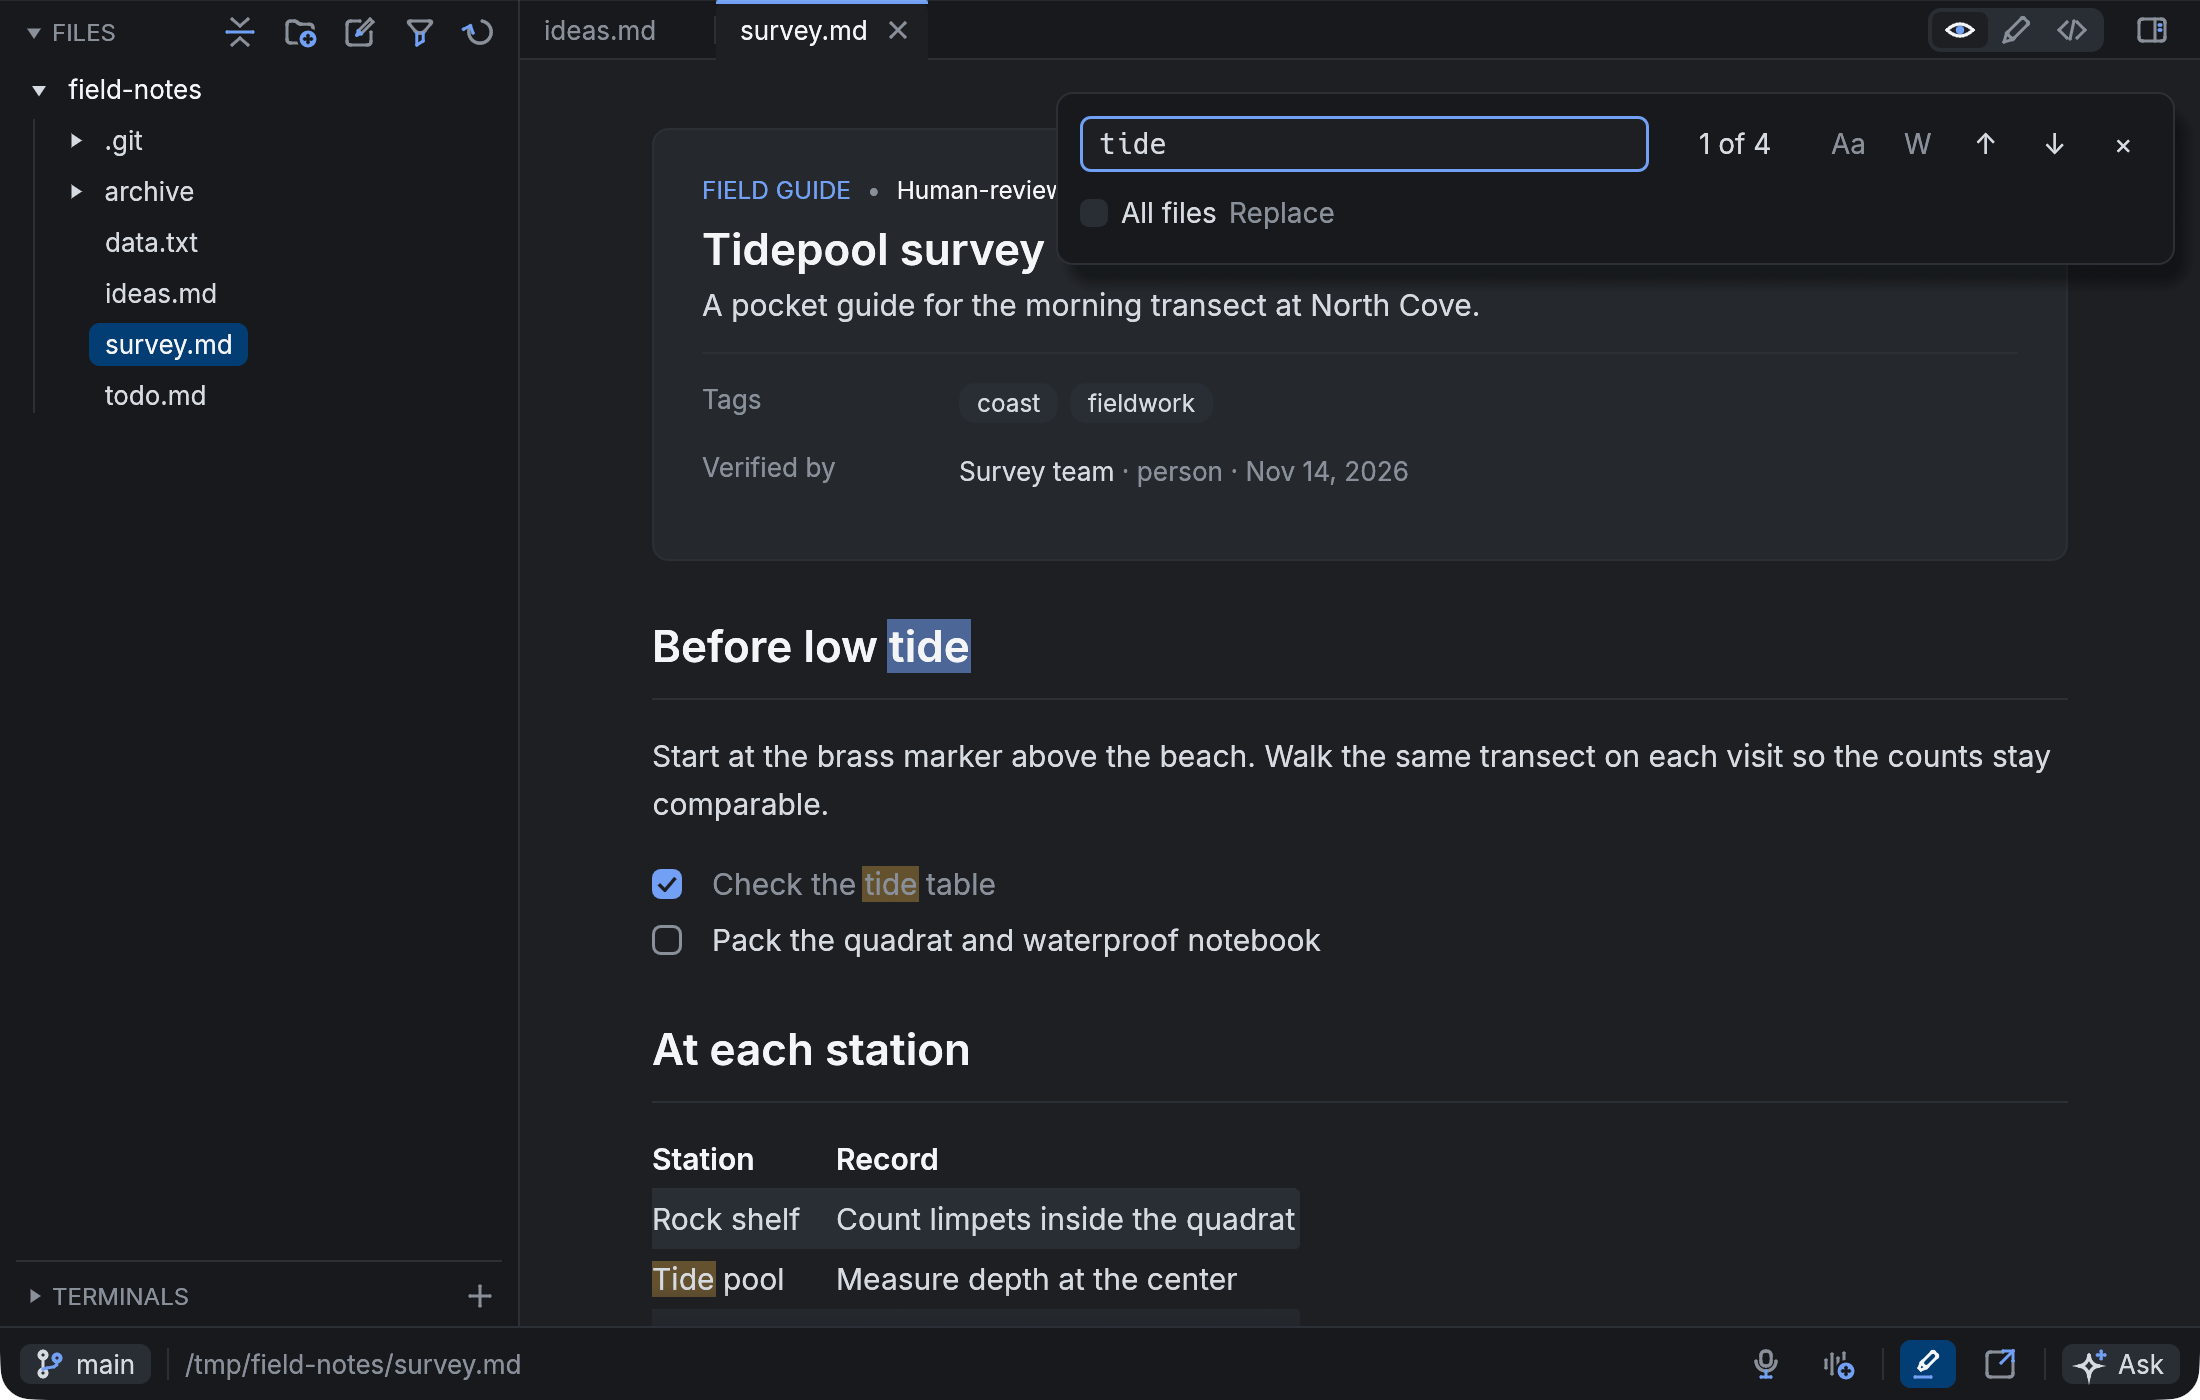 FILES
ideas.md
survey.md
field-notes
.git
archive
data.txt
ideas.md
survey.md
todo.md
tide
1 of 4
Aa
W
All files Replace
FIELD GUIDE • Human-review
Tidepool survey
A pocket guide for the morning transect at North Cove.
Tags coast fieldwork
Verified by Survey team · person · Nov 14, 2026
Before low tide
Start at the brass marker above the beach. Walk the same transect on each visit so the counts stay
comparable.
Check the tide table
Pack the quadrat and waterproof notebook
At each station
Station Record
Rock shelf Count limpets inside the quadrat
Tide pool Measure depth at the center
TERMINALS
main
/tmp/field-notes/survey.md
Ask